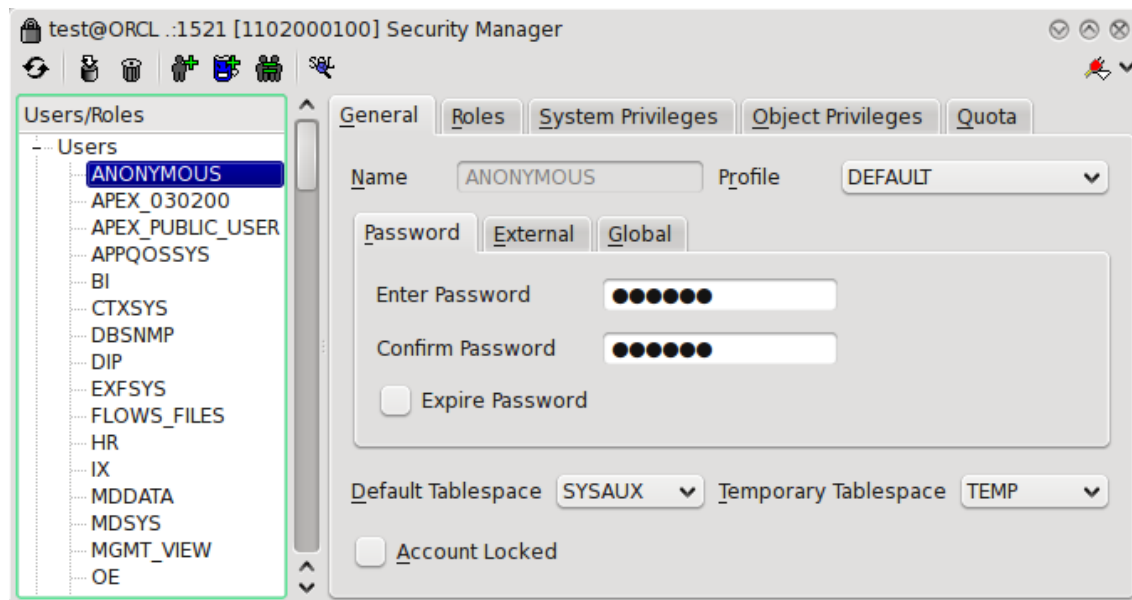 test@ORCL .:1521 [1102000100] Security Manager
SQL
Users/Roles
Users
ANONYMOUS
APEX_030200
APEX_PUBLIC_USER
APPQOSSYS
BI
CTXSYS
DBSNMP
DIP
EXFSYS
FLOWS_FILES
HR
IX
MDDATA
MDSYS
MGMT_VIEW
OE
General Roles System Privileges Object Privileges Quota
Name ANONYMOUS Profile DEFAULT
Password External Global
Enter Password ●●●●●●
Confirm Password ●●●●●●
Expire Password
Default Tablespace SYSAUX Temporary Tablespace TEMP
Account Locked